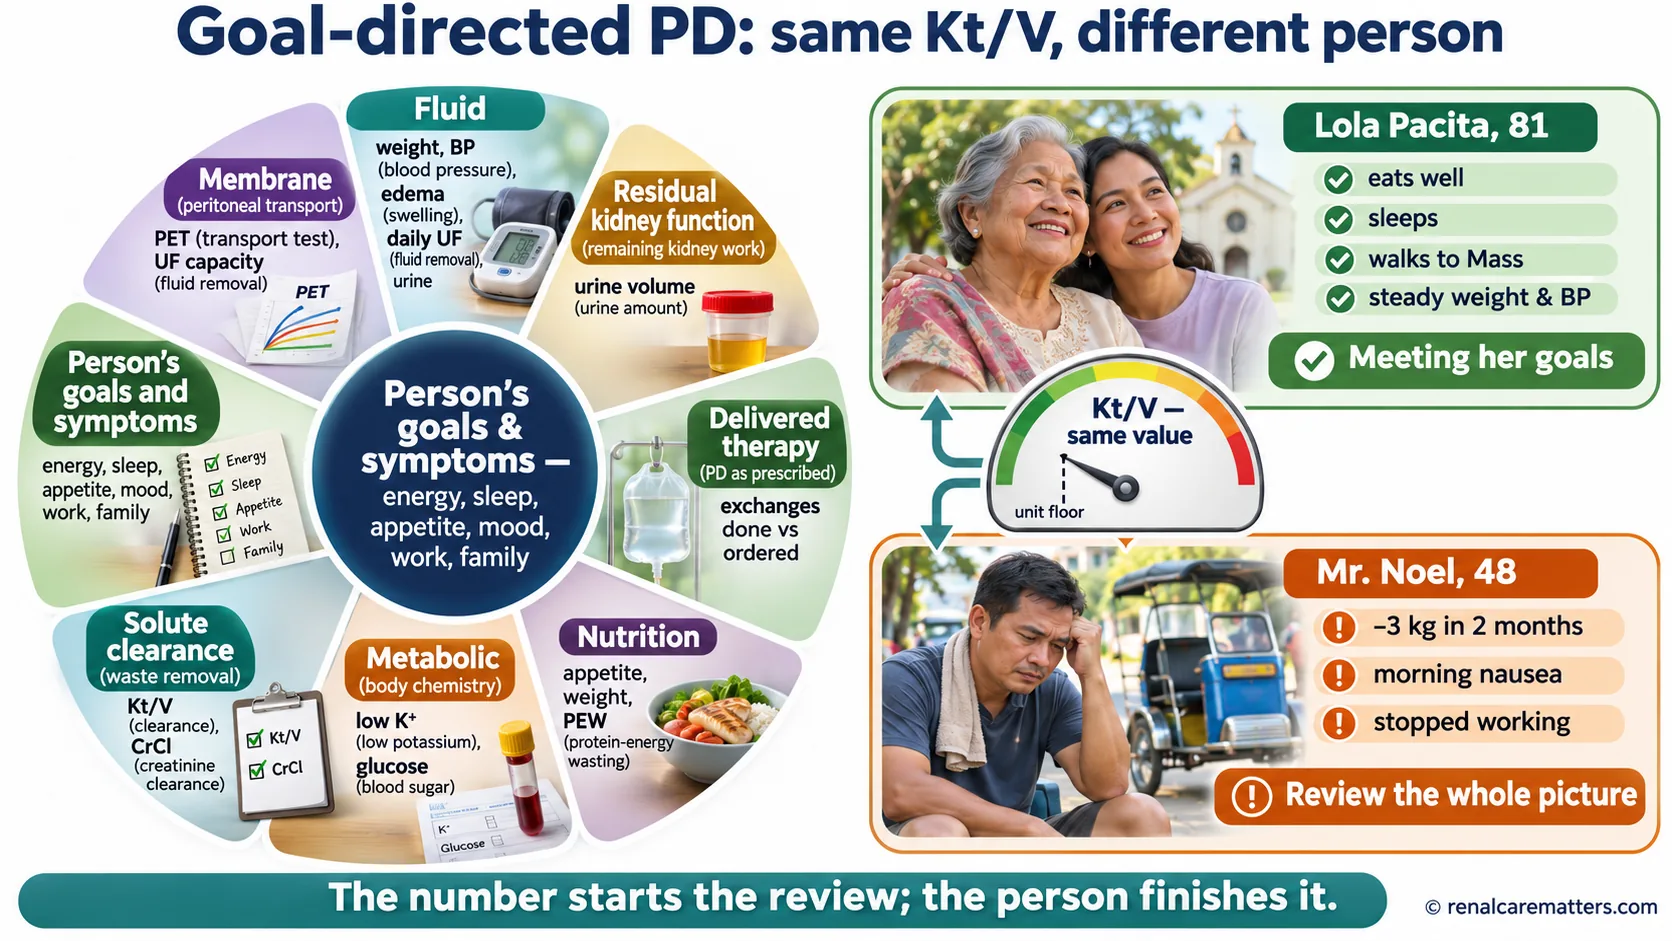 Goal-directed PD: same Kt/V, different person
Fluid
weight, BP
(blood pressure),
edema
(swelling),
daily UF
(fluid removal),
urine
Membrane
(peritoneal transport)
PET (transport test),
UF capacity
(fluid removal)
PET
Residual
kidney function
(remaining kidney work)
urine volume
(urine amount)
Person's
goals and
symptoms
energy, sleep,
appetite, mood,
work, family
Energy
Sleep
Appetite
Work
Family
Person's
goals &
symptoms —
energy, sleep,
appetite, mood,
work, family
Delivered
therapy
(PD as prescribed)
exchanges
done vs
ordered
Solute
clearance
(waste removal)
Kt/V
(clearance),
CrCl
(creatinine
clearance)
Kt/V
CrCl
Metabolic
(body chemistry)
low K⁺
(low potassium),
glucose
(blood sugar)
K⁺
Glucose
Nutrition
appetite,
weight,
PEW
(protein-energy
wasting)
Lola Pacita, 81
eats well
sleeps
walks to Mass
steady weight & BP
Meeting her goals
Kt/V —
same value
unit floor
Mr. Noel, 48
–3 kg in 2 months
morning nausea
stopped working
Review the whole picture
The number starts the review; the person finishes it.
© renalcarematters.com